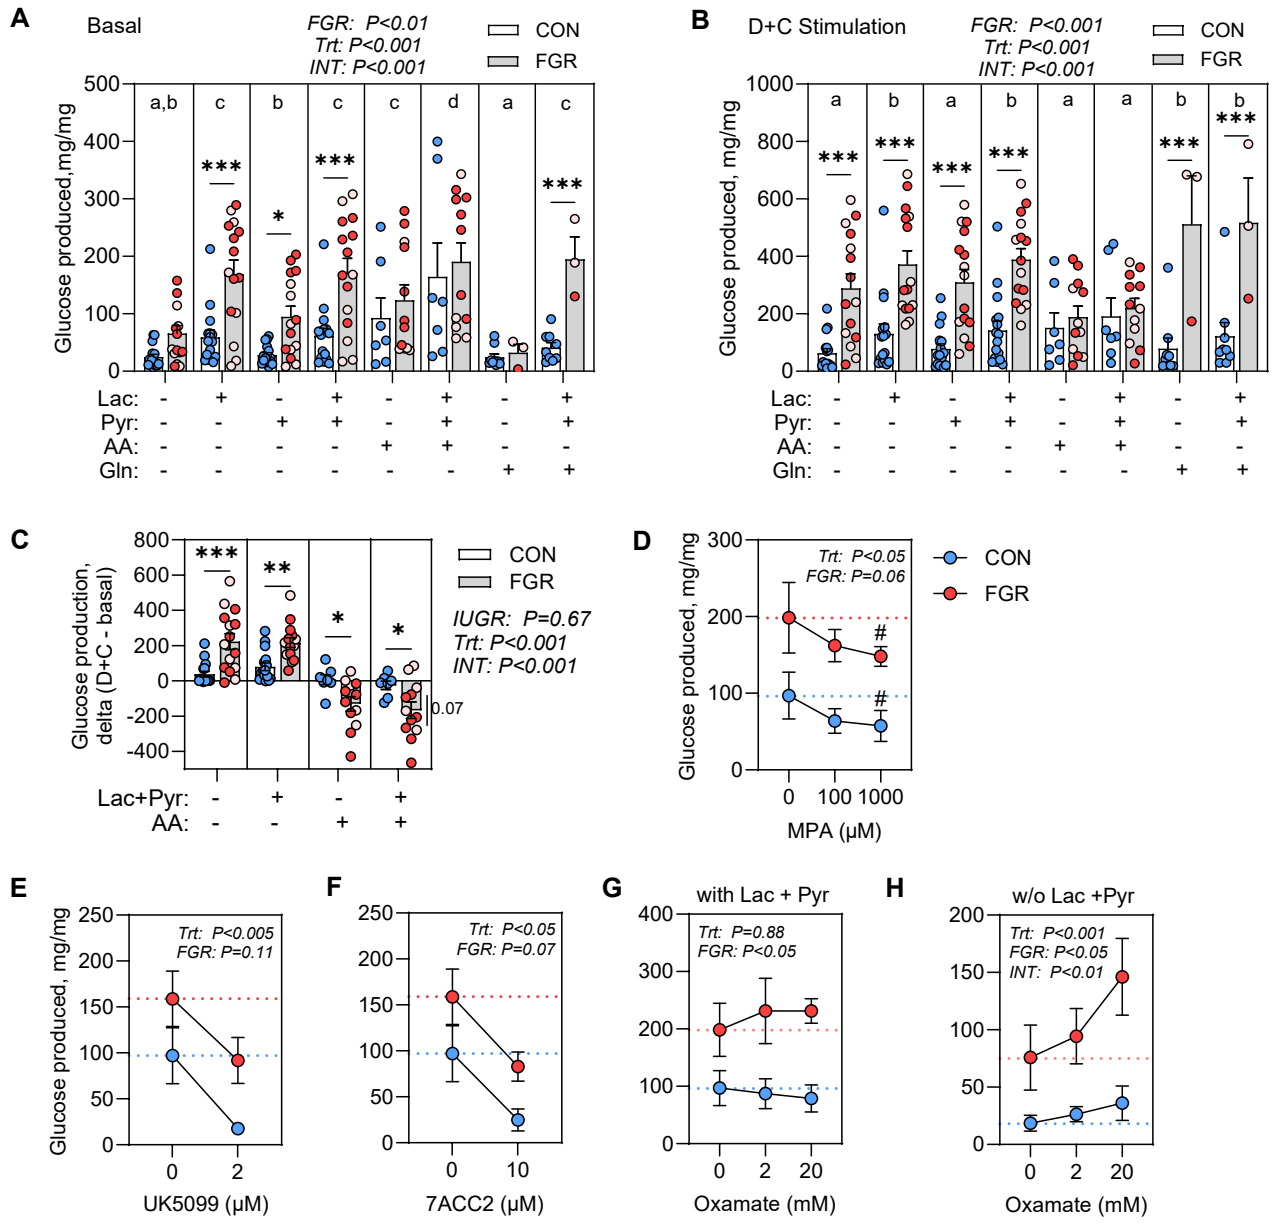 A
Basal
FGR: P<0.01
Trt: P<0.001
INT: P<0.001
CON
FGR
Glucose produced,mg/mg
500
400
300
200
100
0
a,b c b c c d a c
*** * *** ***
Lac: - + - + - + - +
Pyr: - - + + - + - +
AA: - - - - + + - -
Gln: - - - - - - + +
B
D+C Stimulation
FGR: P<0.001
Trt: P<0.001
INT: P<0.001
CON
FGR
Glucose produced, mg/mg
1000
800
600
400
200
0
a b a b a a b b
*** *** *** *** *** ***
Lac: - + - + - + - +
Pyr: - - + + - + - +
AA: - - - - + + - -
Gln: - - - - - - + +
C
Glucose production,
delta (D+C - basal)
800
600
400
200
0
-200
-400
*** ** * *
0.07
CON
FGR
IUGR: P=0.67
Trt: P<0.001
INT: P<0.001
Lac+Pyr: - + - +
AA: - - + +
D
Glucose produced, mg/mg
300
200
100
0
Trt: P<0.05
FGR: P=0.06
#
#
0 100 1000
MPA (µM)
CON
FGR
E
Glucose produced, mg/mg
250
200
150
100
50
0
Trt: P<0.005
FGR: P=0.11
0 2
UK5099 (µM)
F
250
200
150
100
50
0
Trt: P<0.05
FGR: P=0.07
0 10
7ACC2 (µM)
G
with Lac + Pyr
400
300
200
100
0
Trt: P=0.88
FGR: P<0.05
0 2 20
Oxamate (mM)
H
w/o Lac +Pyr
200
150
100
50
0
Trt: P<0.001
FGR: P<0.05
INT: P<0.01
0 2 20
Oxamate (mM)